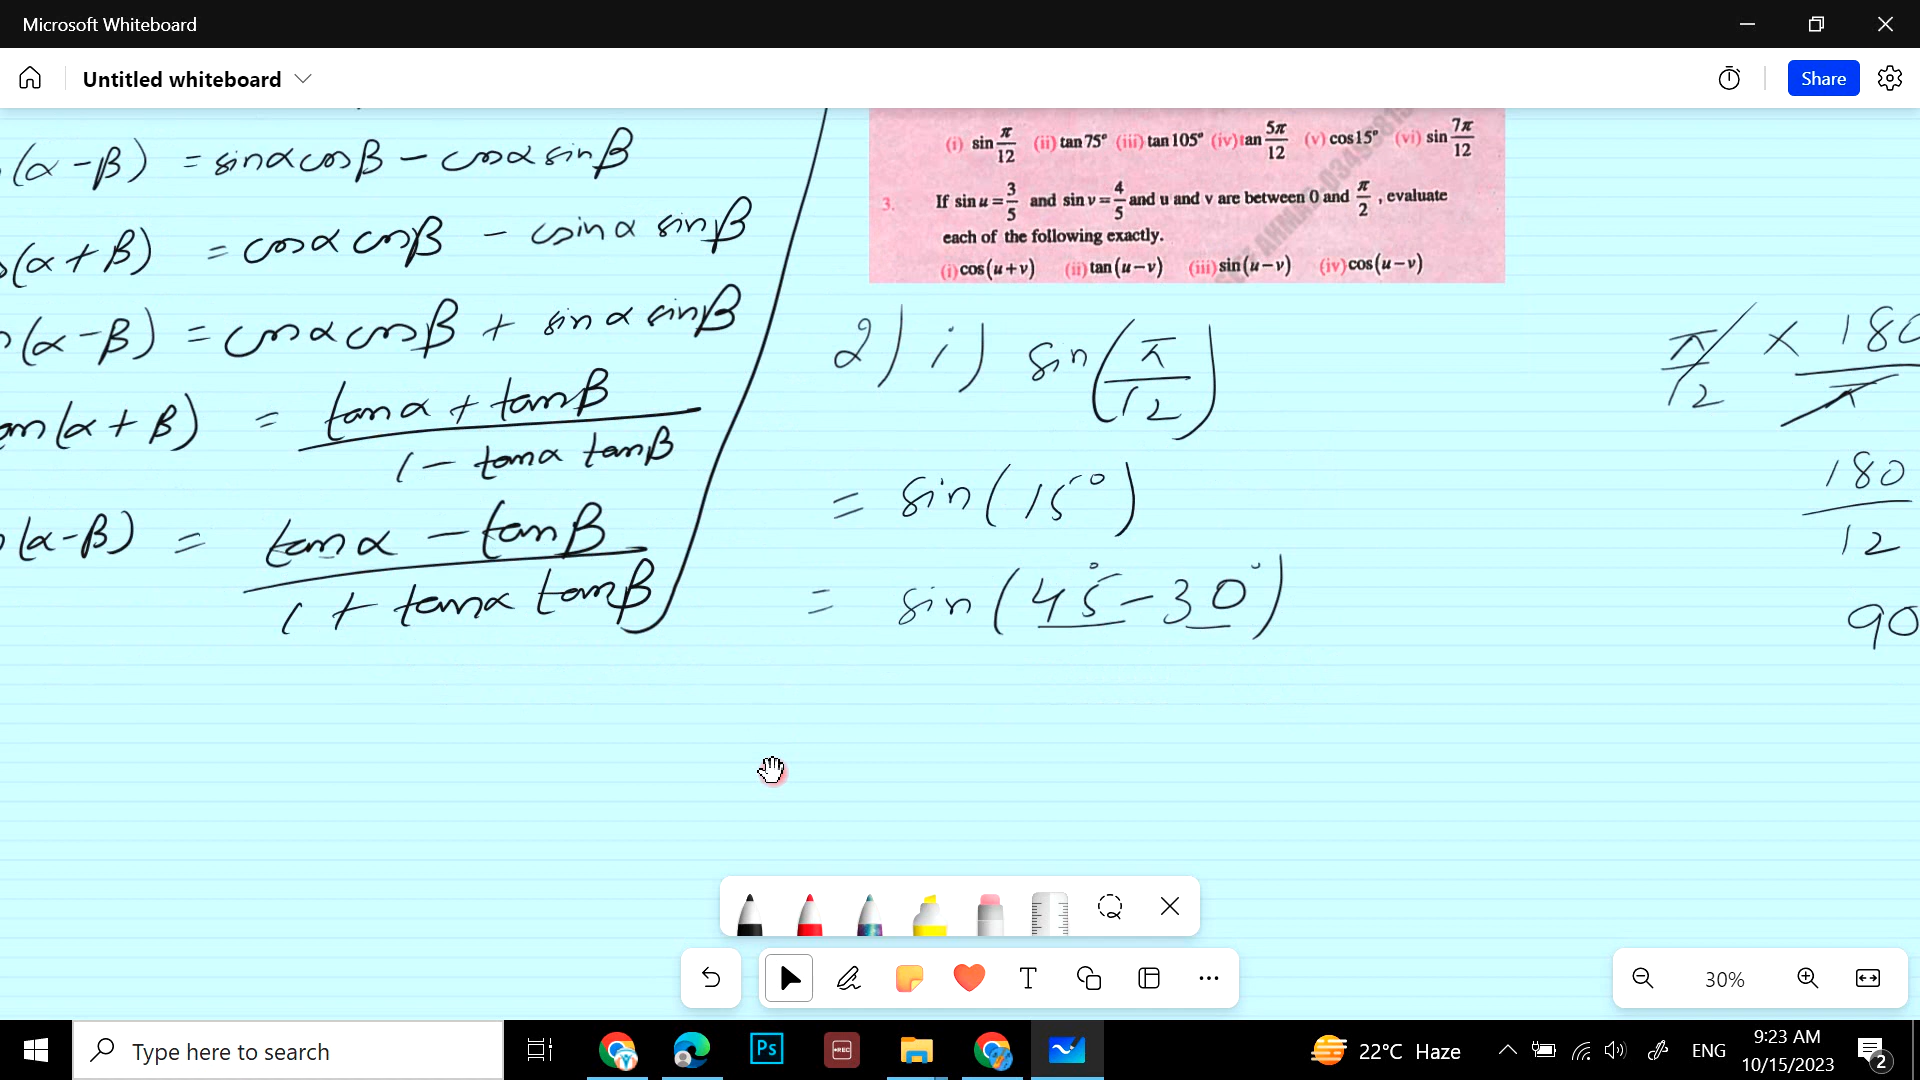 Microsoft Whiteboard
Untitled whiteboard
Share
(α-β) = sinα cosβ - cosα sinβ
(α+β) = cosα cosβ - sinα sinβ
(α-β) = cosα cosβ + sinα sinβ
an(α+β) = tanα + tanβ / 1 - tanα tanβ
(α-β) = tanα - tanβ / 1 + tanα tanβ
(i) sin π/12 (ii) tan 75° (iii) tan 105° (iv) tan 5π/12 (v) cos15° (vi) sin 7π/12
3. If sin u = 3/5 and sin v = 4/5 and u and v are between 0 and π/2, evaluate
each of the following exactly.
(i) cos(u+v) (ii) tan(u-v) (iii) sin(u-v) (iv) cos(u-v)
2) i) sin(π/12)
= sin(15°)
= sin(45°-30°)
π/12 × 180/π
180/12
90
30%
Ps
REC
Type here to search
22°C Haze
ENG
9:23 AM
10/15/2023
2